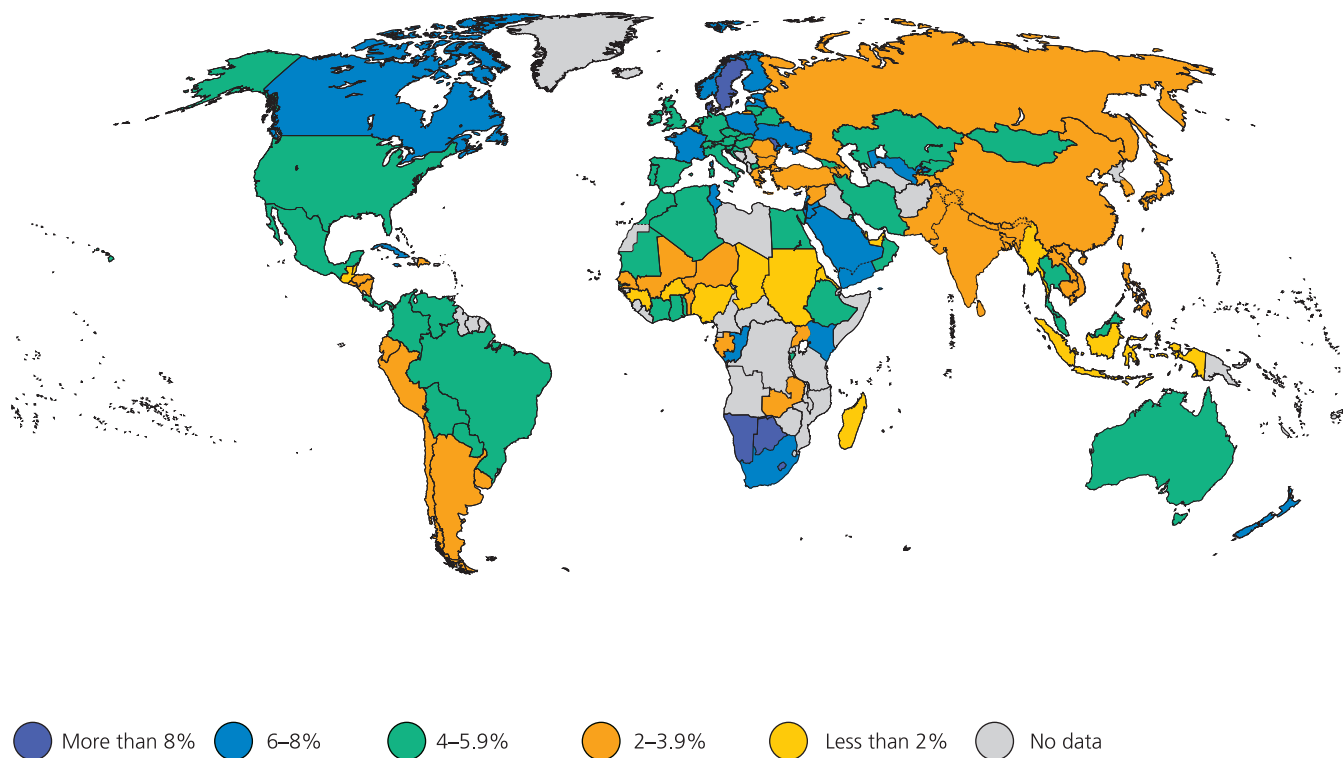 More than 8%
6–8%
4–5.9%
2–3.9%
Less than 2%
No data